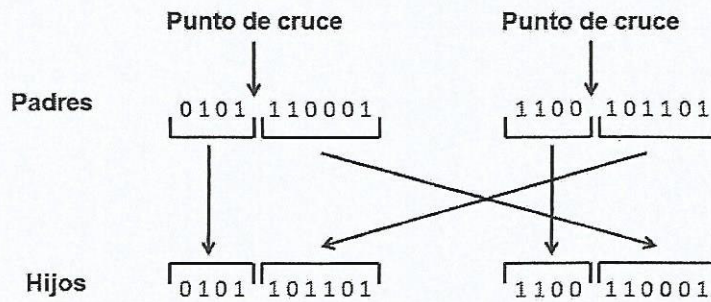 Punto de cruce Punto de cruce
Padres 0101 110001 1100 101101
Hijos 0101 101101 1100 110001